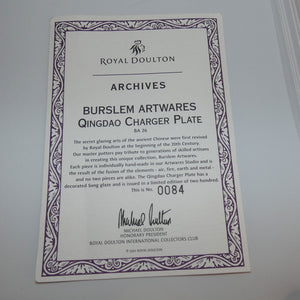 ROYAL DOULTON
ARCHIVES
BURSLEM ARTWARES
QINGDAO CHARGER PLATE
BA 26
The secret glazing arts of the ancient Chinese were first revived
by Royal Doulton at the beginning of the 20th Century.
Our master potters pay tribute to generations of skilled artisans
in creating this unique collection, Burslem Artwares.
Each piece is individually hand-made in our Artwares Studio and is
the result of the fusion of the elements - air, fire, earth and metal -
and no two pieces are alike. The Qingdao Charger Plate has a
decorated Sung glaze and is issued in a limited edition of two hundred.
This is No. 0084
Michael Doulton
MICHAEL DOULTON
HONORARY PRESIDENT
ROYAL DOULTON INTERNATIONAL COLLECTORS CLUB